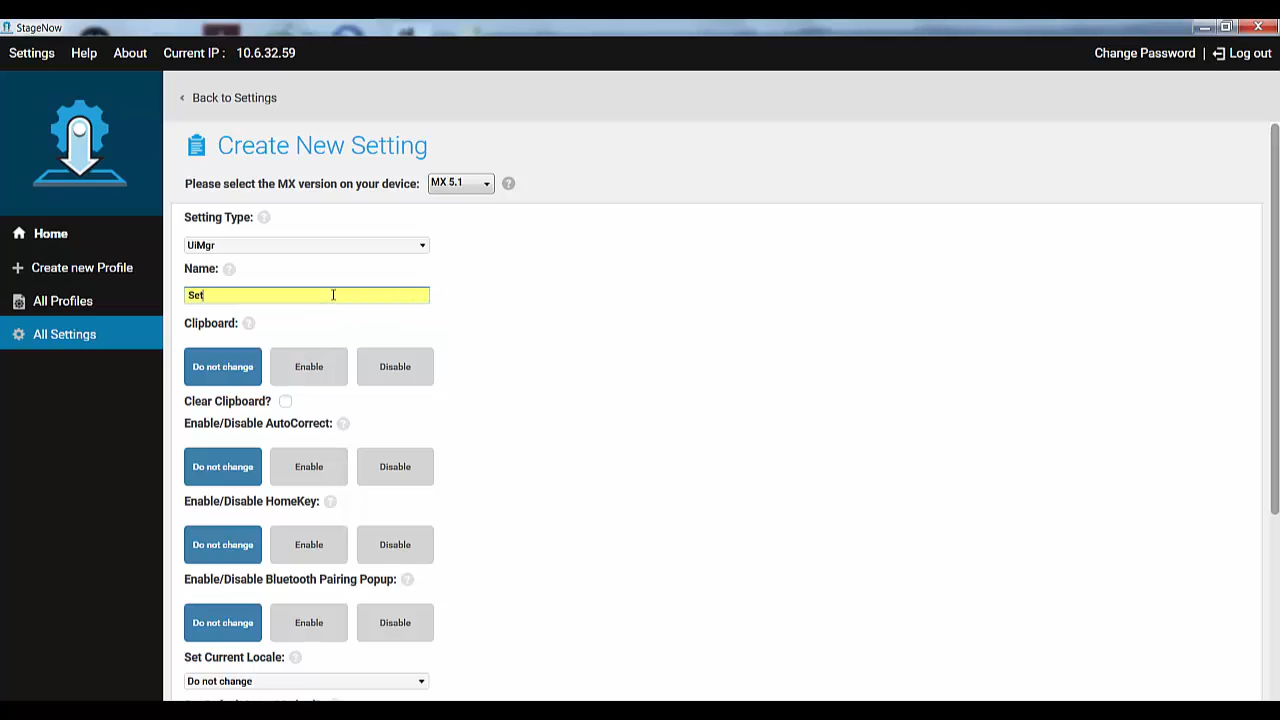 StageNow
Settings Help About Current IP : 10.6.32.59 Change Password | Log out
‹ Back to Settings
Create New Setting
Please select the MX version on your device: MX 5.1 ?
Setting Type: ?
UiMgr
Home
Name: ?
Create new Profile
Set
All Profiles
Clipboard: ?
All Settings
Do not change Enable Disable
Clear Clipboard?
Enable/Disable AutoCorrect: ?
Do not change Enable Disable
Enable/Disable HomeKey: ?
Do not change Enable Disable
Enable/Disable Bluetooth Pairing Popup: ?
Do not change Enable Disable
Set Current Locale: ?
Do not change